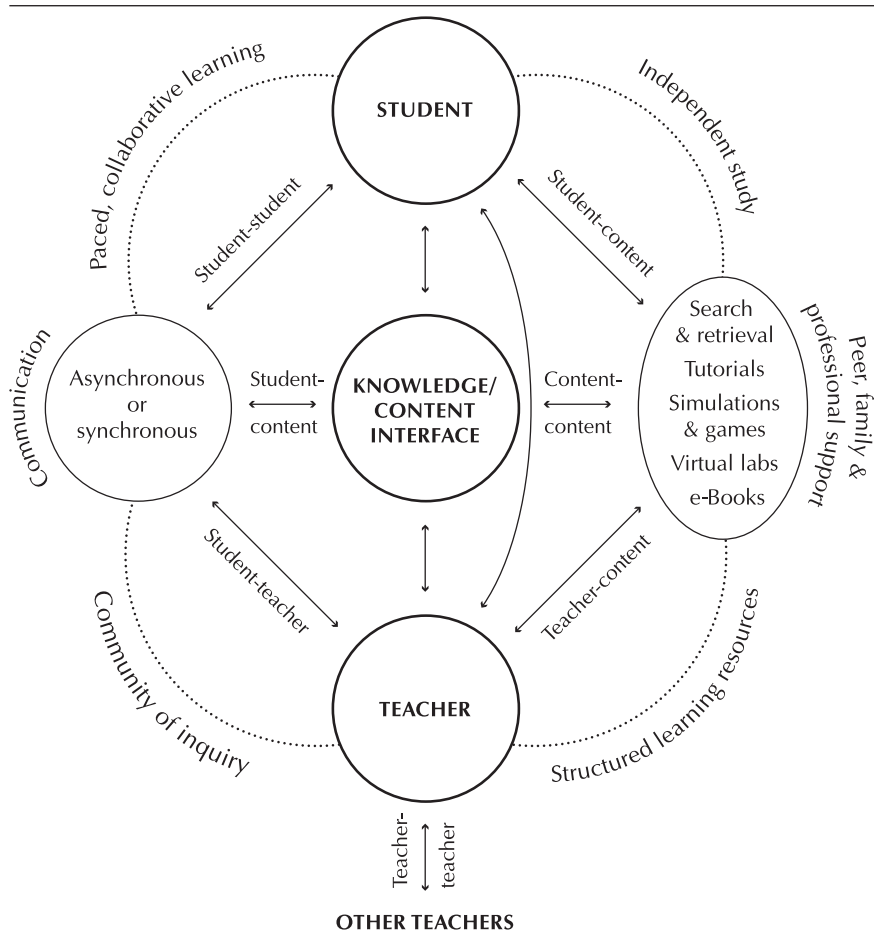 Paced, collaborative learning
STUDENT
Independent study
Student-student
Student-content
Communication
Asynchronous
or
synchronous
Student-
content
KNOWLEDGE/
CONTENT
INTERFACE
Content-
content
Search
& retrieval
Tutorials
Simulations
& games
Virtual labs
e-Books
Peer, family &
professional support
Student-teacher
Teacher-content
Community of inquiry
TEACHER
Structured learning resources
Teacher-
teacher
OTHER TEACHERS